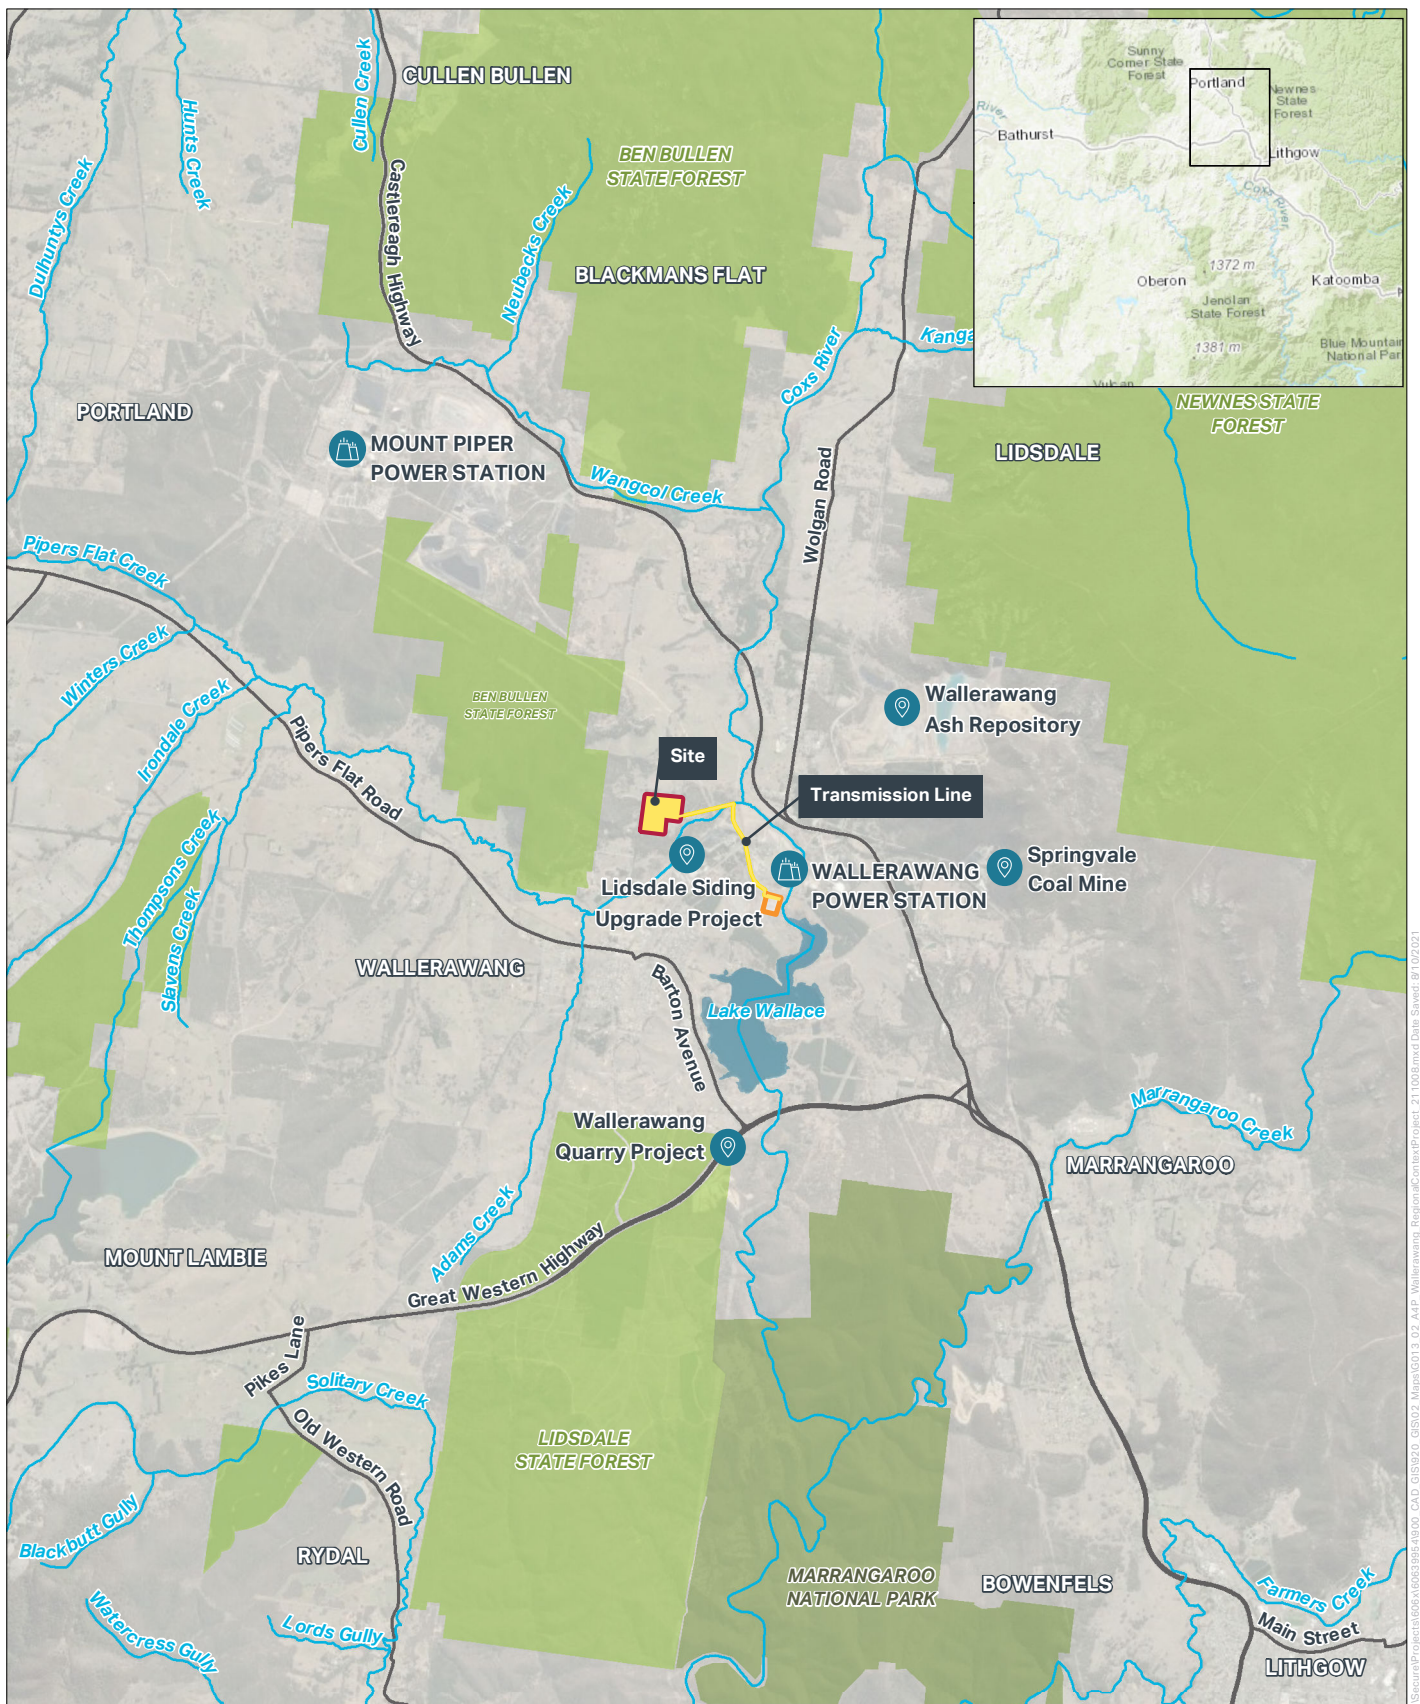 CULLEN BULLEN
Cullen Creek
Hunts Creek
Dulhuntys Creek
Castlereagh Highway
BEN BULLEN
STATE FOREST
Neubecks Creek
BLACKMANS FLAT
Coxs River
Kanga
Sunny
Corner State
Forest
Portland
Newnes
State
Forest
River
Bathurst
Lithgow
Coxs River
1372 m
Oberon
Katoomba
Jenolan
State Forest
1381 m
Blue Mountain
National Par
Vulcan
NEWNES STATE
FOREST
LIDSDALE
PORTLAND
MOUNT PIPER
POWER STATION
Wangcol Creek
Wolgan Road
Pipers Flat Creek
Winters Creek
Irondale Creek
BEN BULLEN
STATE FOREST
Pipers Flat Road
Wallerawang
Ash Repository
Site
Transmission Line
Thompsons Creek
Slavens Creek
Lidsdale Siding
Upgrade Project
WALLERAWANG
POWER STATION
Springvale
Coal Mine
WALLERAWANG
Barton Avenue
Lake Wallace
Wallerawang
Quarry Project
Marrangaroo Creek
MARRANGAROO
Adams Creek
MOUNT LAMBIE
Great Western Highway
Pikes Lane
Solitary Creek
Old Western Road
LIDSDALE
STATE FOREST
Blackbutt Gully
RYDAL
MARRANGAROO
NATIONAL PARK
BOWENFELS
Farmers Creek
Watercress Gully
Lords Gully
Main Street
LITHGOW